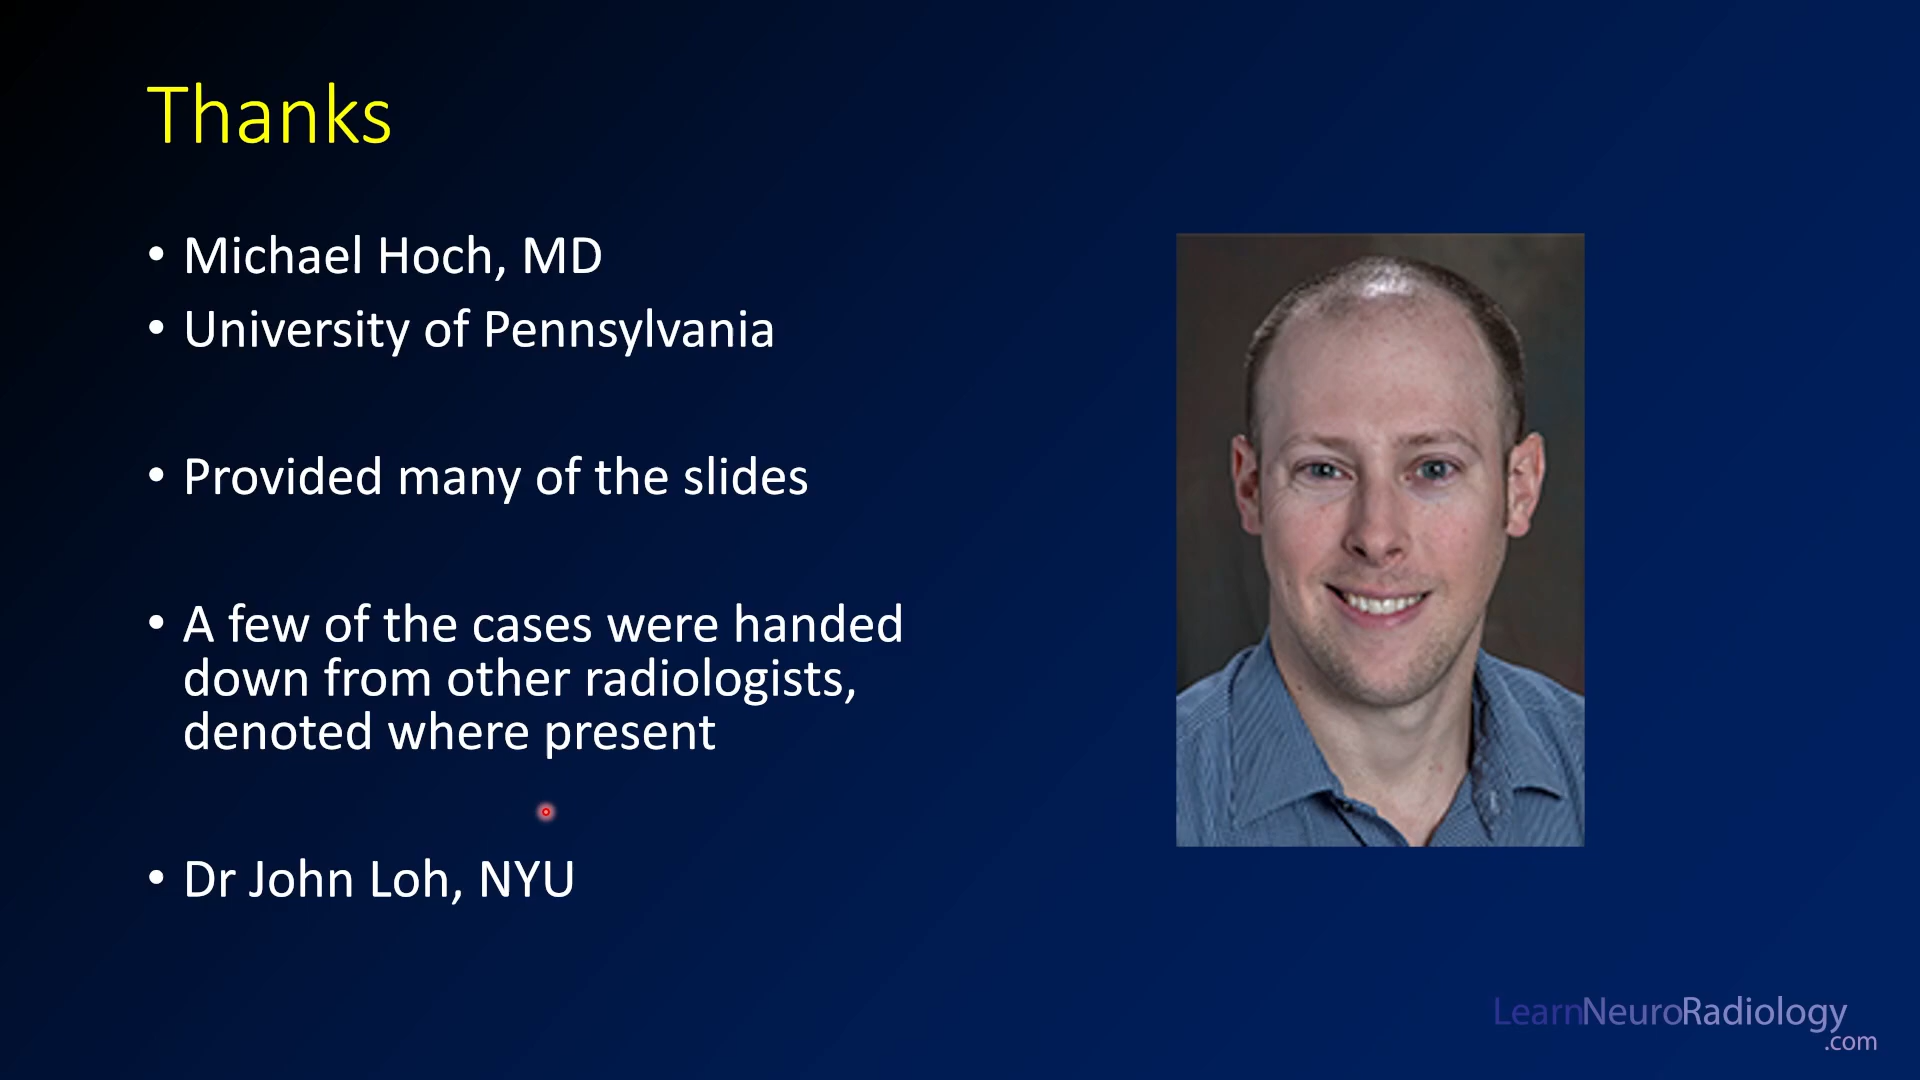 Thanks
• Michael Hoch, MD
• University of Pennsylvania
• Provided many of the slides
• A few of the cases were handed
down from other radiologists,
denoted where present
• Dr John Loh, NYU
LearnNeuroRadiology
.com